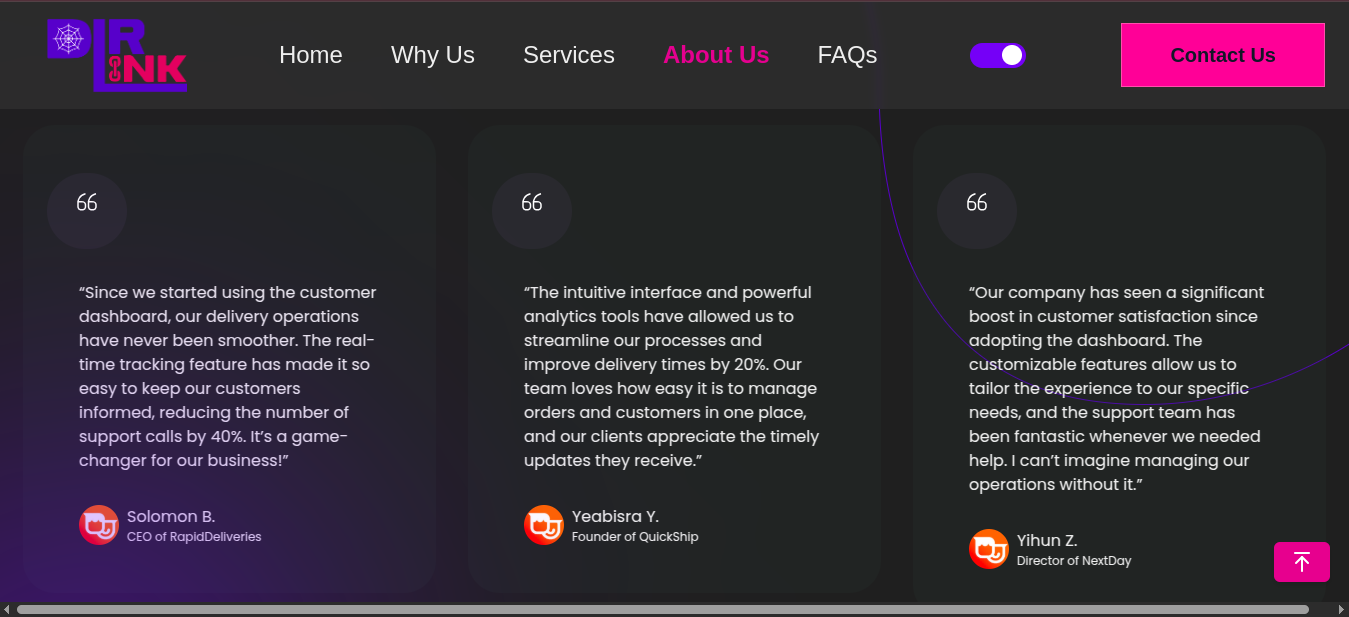 DIR
LINK
Home Why Us Services About Us FAQs Contact Us
“Since we started using the customer
dashboard, our delivery operations
have never been smoother. The real-
time tracking feature has made it so
easy to keep our customers
informed, reducing the number of
support calls by 40%. It’s a game-
changer for our business!”
Solomon B.
CEO of RapidDeliveries
“The intuitive interface and powerful
analytics tools have allowed us to
streamline our processes and
improve delivery times by 20%. Our
team loves how easy it is to manage
orders and customers in one place,
and our clients appreciate the timely
updates they receive.”
Yeabisra Y.
Founder of QuickShip
“Our company has seen a significant
boost in customer satisfaction since
adopting the dashboard. The
customizable features allow us to
tailor the experience to our specific
needs, and the support team has
been fantastic whenever we needed
help. I can’t imagine managing our
operations without it.”
Yihun Z.
Director of NextDay